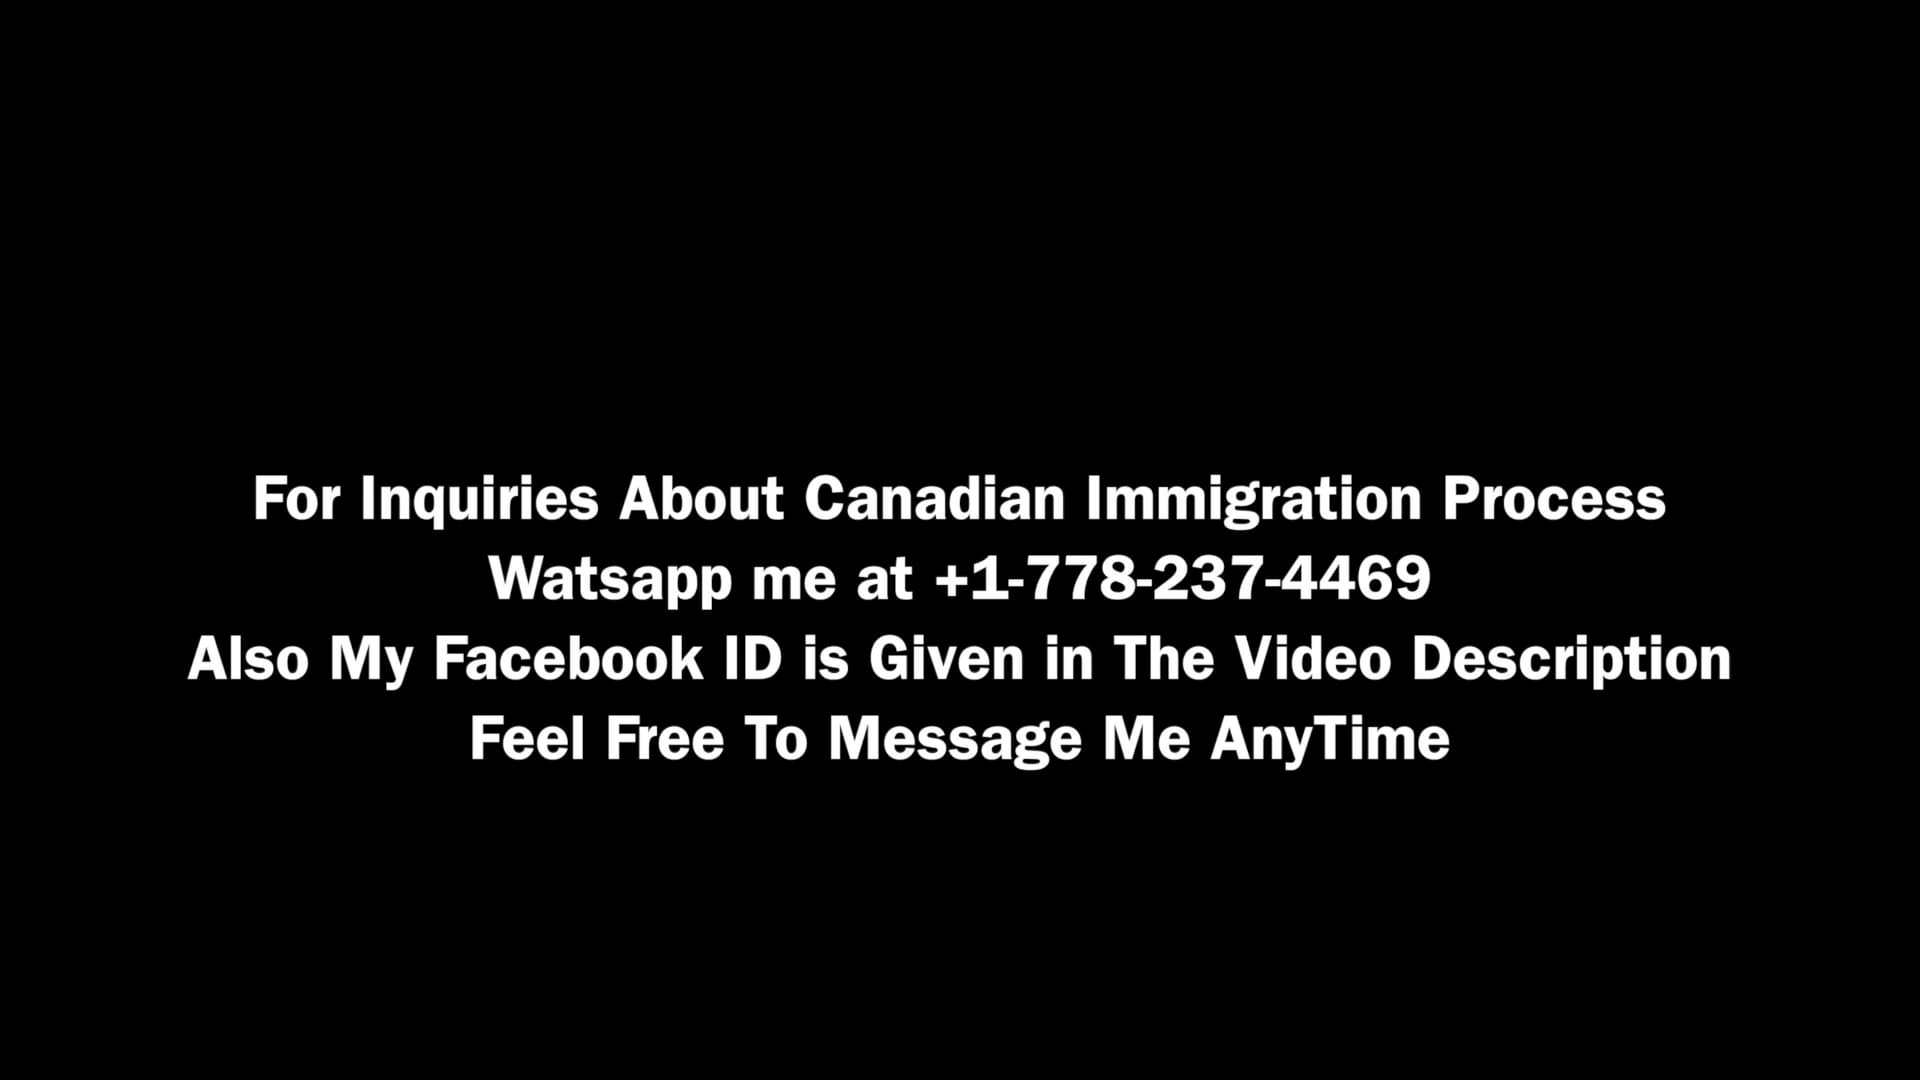 For Inquiries About Canadian Immigration Process
Watsapp me at +1-778-237-4469
Also My Facebook ID is Given in The Video Description
Feel Free To Message Me AnyTime